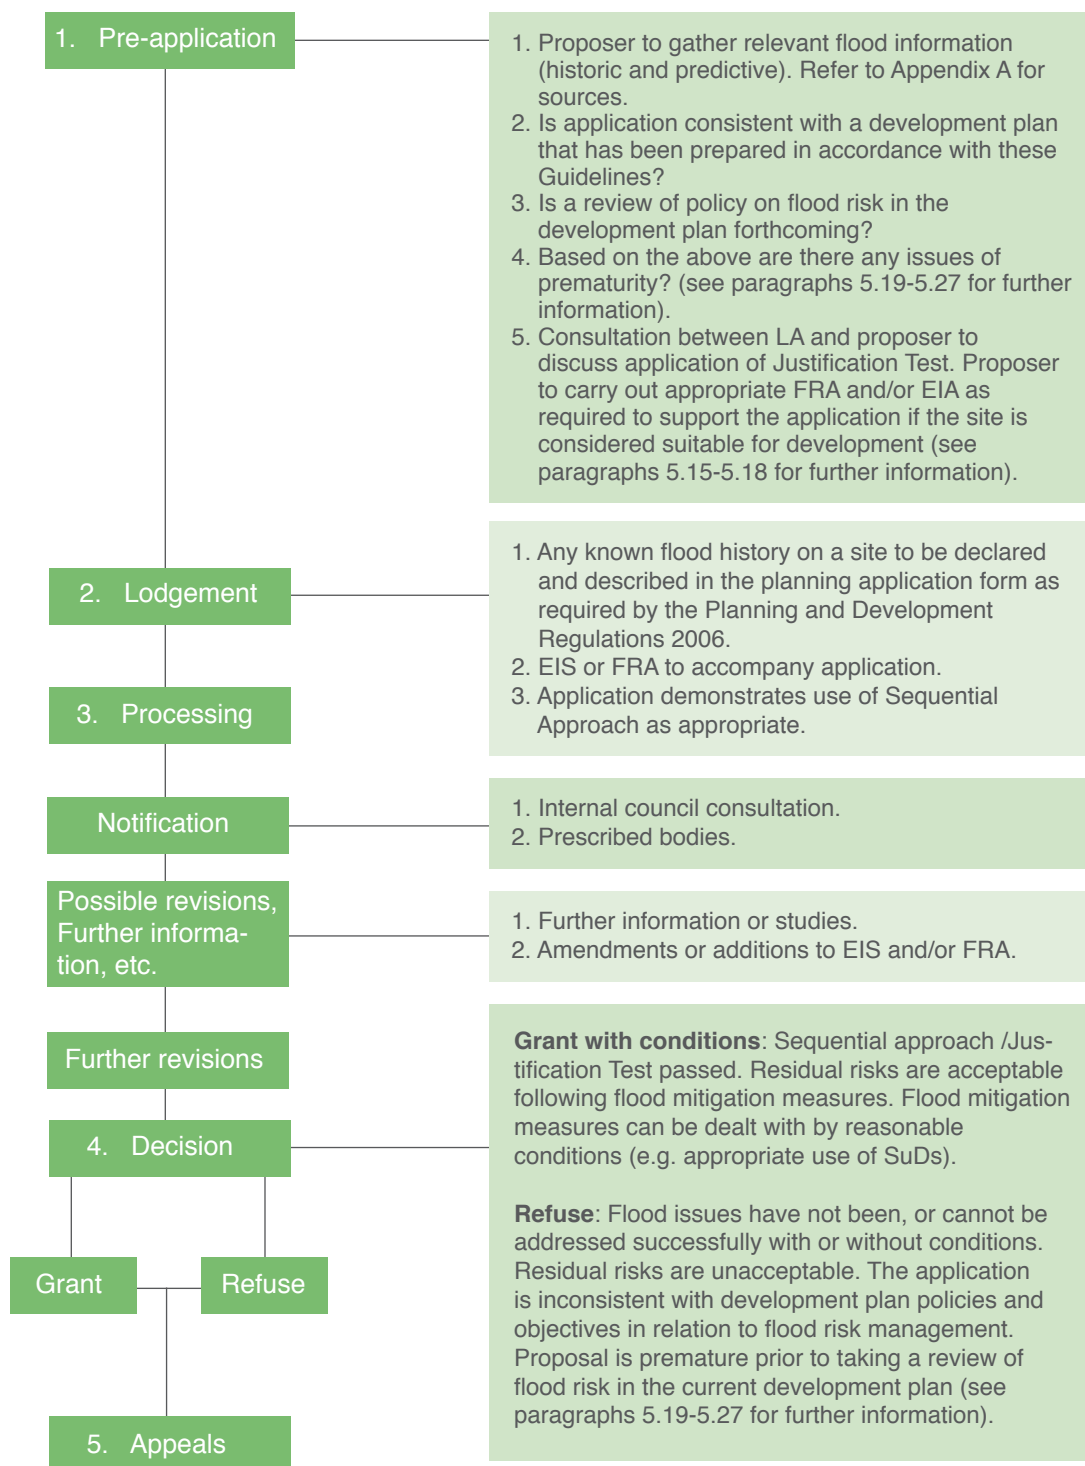 1. Pre-application
1. Proposer to gather relevant flood information
(historic and predictive). Refer to Appendix A for
sources.
2. Is application consistent with a development plan
that has been prepared in accordance with these
Guidelines?
3. Is a review of policy on flood risk in the
development plan forthcoming?
4. Based on the above are there any issues of
prematurity? (see paragraphs 5.19-5.27 for further
information).
5. Consultation between LA and proposer to
discuss application of Justification Test. Proposer
to carry out appropriate FRA and/or EIA as
required to support the application if the site is
considered suitable for development (see
paragraphs 5.15-5.18 for further information).
2. Lodgement
1. Any known flood history on a site to be declared
and described in the planning application form as
required by the Planning and Development
Regulations 2006.
2. EIS or FRA to accompany application.
3. Application demonstrates use of Sequential
Approach as appropriate.
3. Processing
Notification
1. Internal council consultation.
2. Prescribed bodies.
Possible revisions,
Further informa-
tion, etc.
1. Further information or studies.
2. Amendments or additions to EIS and/or FRA.
Further revisions
4. Decision
Grant with conditions: Sequential approach /Jus-
tification Test passed. Residual risks are acceptable
following flood mitigation measures. Flood mitigation
measures can be dealt with by reasonable
conditions (e.g. appropriate use of SuDs).
Refuse: Flood issues have not been, or cannot be
addressed successfully with or without conditions.
Residual risks are unacceptable. The application
is inconsistent with development plan policies and
objectives in relation to flood risk management.
Proposal is premature prior to taking a review of
flood risk in the current development plan (see
paragraphs 5.19-5.27 for further information).
Grant
Refuse
5. Appeals